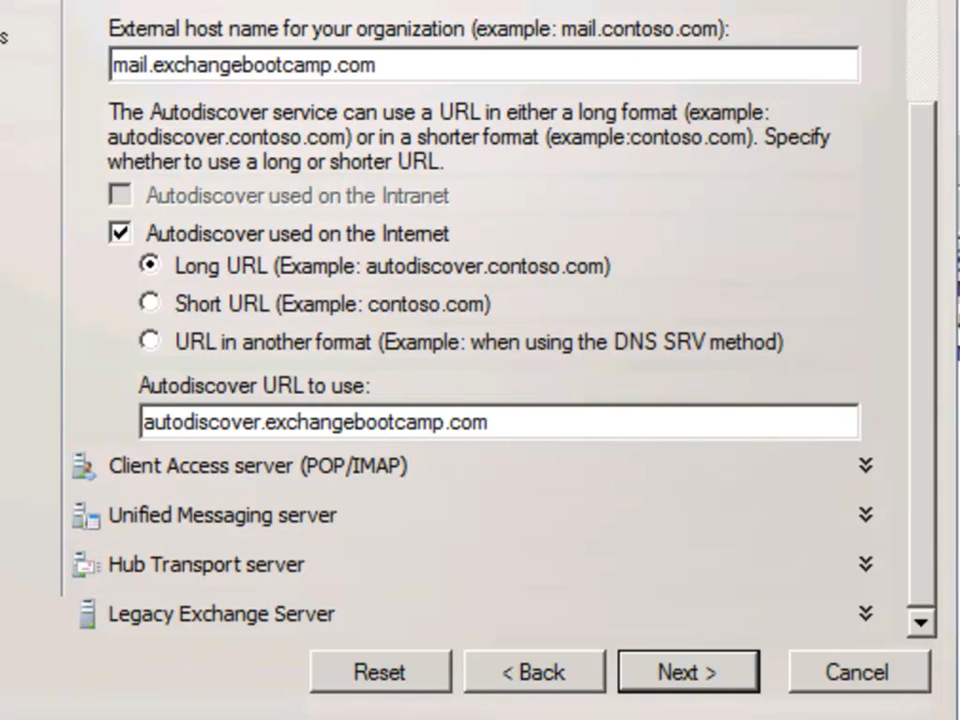 s
External host name for your organization (example: mail.contoso.com):
mail.exchangebootcamp.com
The Autodiscover service can use a URL in either a long format (example:
autodiscover.contoso.com) or in a shorter format (example:contoso.com). Specify
whether to use a long or shorter URL.
Autodiscover used on the Intranet
Autodiscover used on the Internet
Long URL (Example: autodiscover.contoso.com)
Short URL (Example: contoso.com)
URL in another format (Example: when using the DNS SRV method)
Autodiscover URL to use:
autodiscover.exchangebootcamp.com
Client Access server (POP/IMAP)
Unified Messaging server
Hub Transport server
Legacy Exchange Server
Reset < Back Next > Cancel